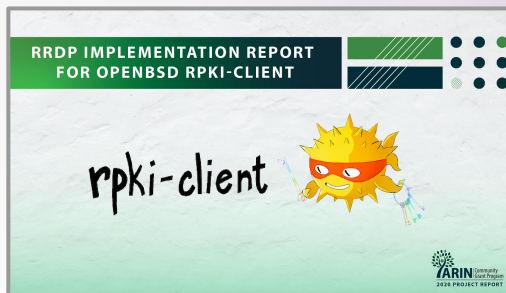 RRDP IMPLEMENTATION REPORT
FOR OPENBSD RPKI-CLIENT
rpki-client
ARIN Community
Grant Program
2020 PROJECT REPORT